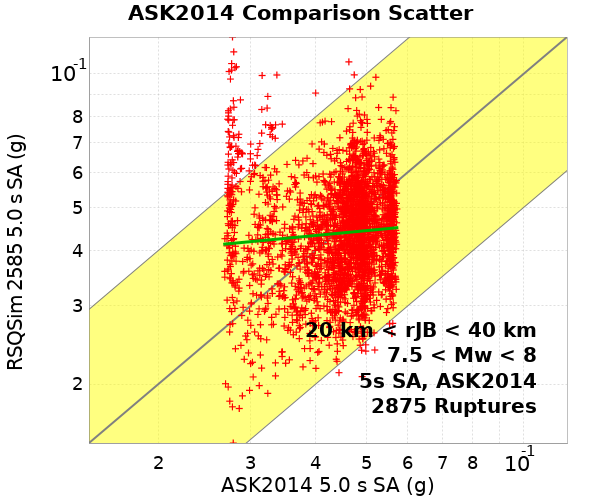 ASK2014 Comparison Scatter
RSQSim 2585 5.0 s SA (g)
10-1
8
7
6
5
4
3
2
20 km < rJB < 40 km
7.5 < Mw < 8
5s SA, ASK2014
2875 Ruptures
2 3 4 5 6 7 8 10-1
ASK2014 5.0 s SA (g)